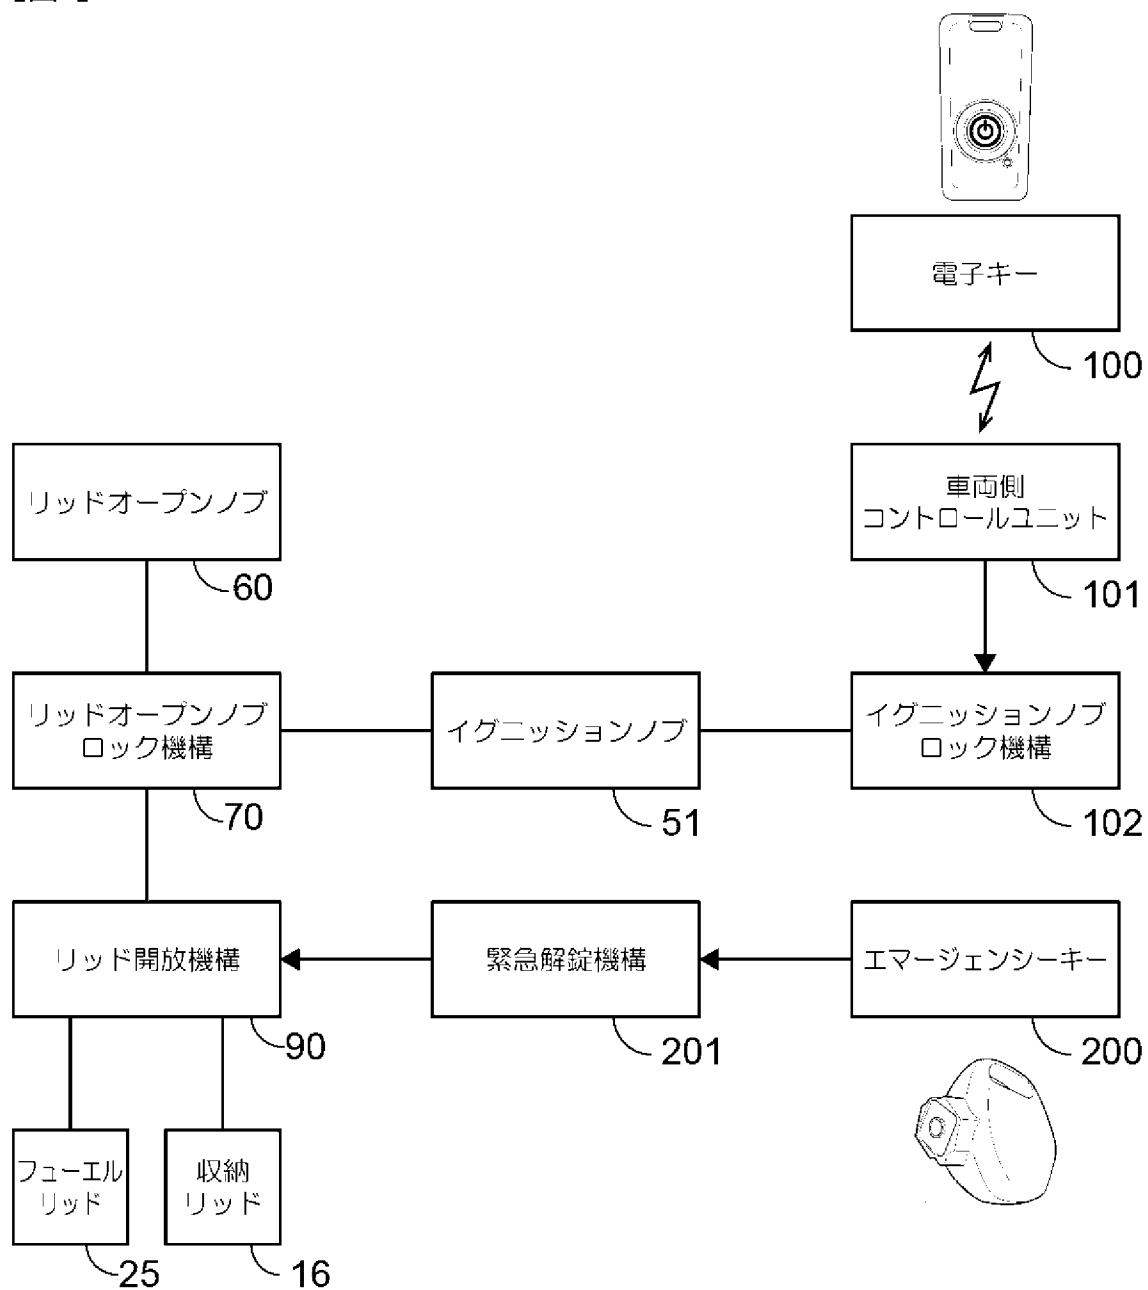 電子キー
100
車両側
コントロールユニット
101
リッドオープンノブ
60
リッドオープンノブ
ロック機構
70
イグニッションノブ
51
イグニッションノブ
ロック機構
102
リッド開放機構
90
緊急解錠機構
201
エマージェンシーキー
200
フューエル
リッド
25
収納
リッド
16